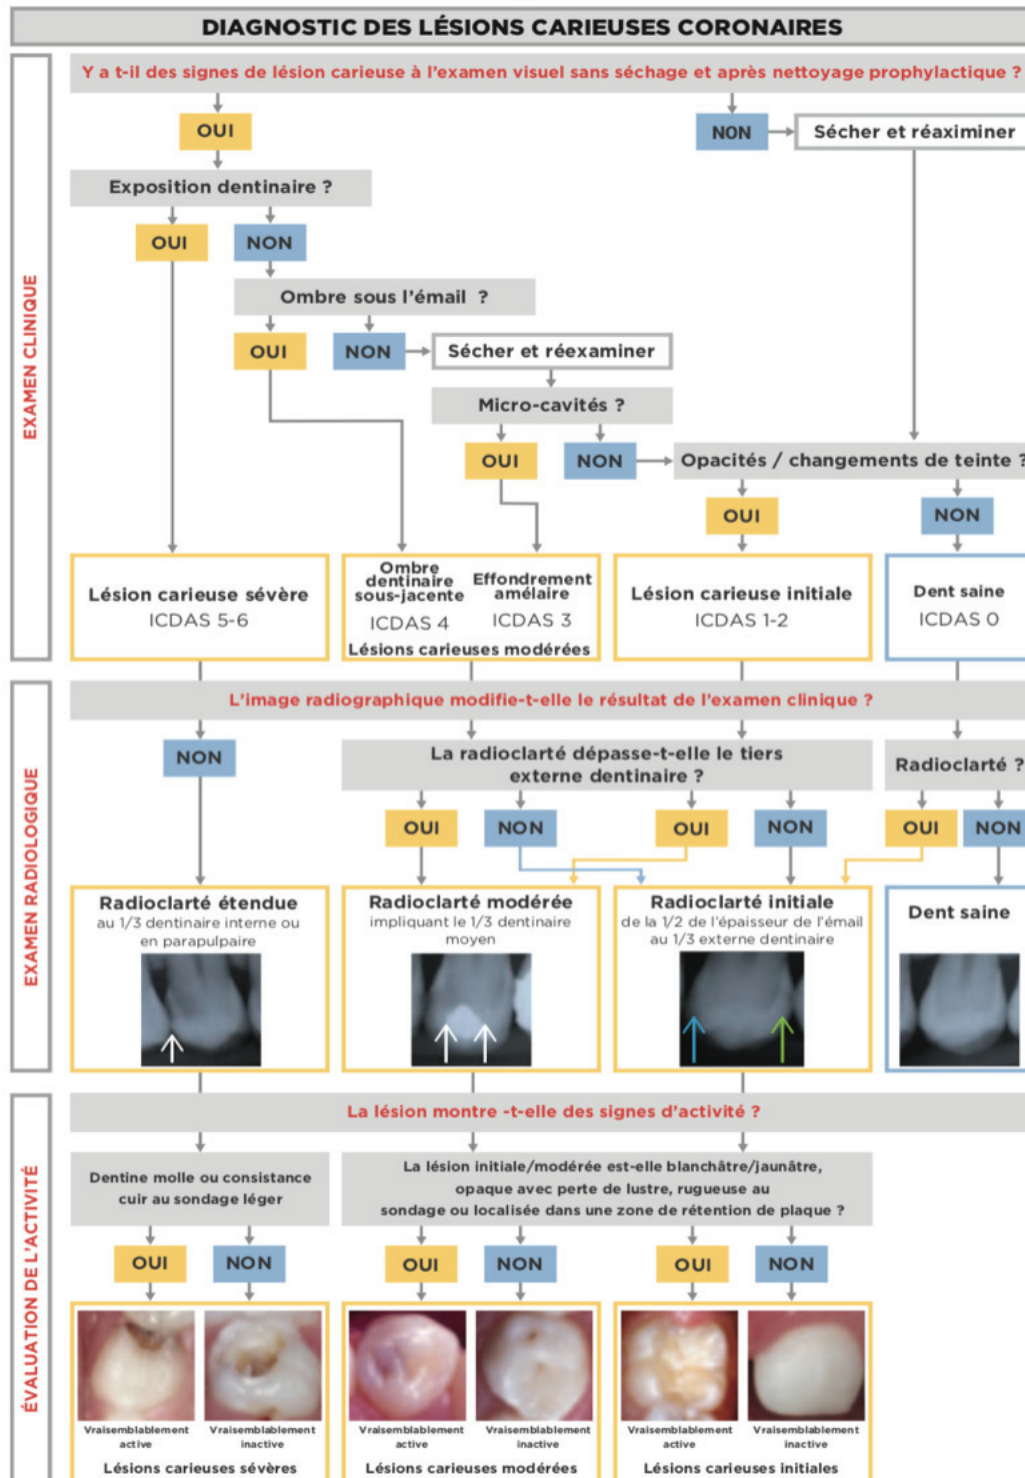 DIAGNOSTIC DES LÉSIONS CARIEUSES CORONAIRES
EXAMEN CLINIQUE
Y a t-il des signes de lésion carieuse à l'examen visuel sans séchage et après nettoyage prophylactique ?
OUI
NON
Sécher et réaximiner
Exposition dentinaire ?
OUI
NON
Ombre sous l'émail ?
OUI
NON
Sécher et réexaminer
Micro-cavités ?
OUI
NON
Opacités / changements de teinte ?
OUI
NON
Lésion carieuse sévère
ICDAS 5-6
Ombre
dentinaire
sous-jacente
ICDAS 4
Effondrement
amélaire
ICDAS 3
Lésions carieuses modérées
Lésion carieuse initiale
ICDAS 1-2
Dent saine
ICDAS 0
EXAMEN RADIOLOGIQUE
L'image radiographique modifie-t-elle le résultat de l'examen clinique ?
NON
La radioclarté dépasse-t-elle le tiers
externe dentinaire ?
Radioclarté ?
OUI
NON
OUI
NON
OUI
NON
Radioclarté étendue
au 1/3 dentinaire interne ou
en parapulpaire
Radioclarté modérée
impliquant le 1/3 dentinaire
moyen
Radioclarté initiale
de la 1/2 de l'épaisseur de l'émail
au 1/3 externe dentinaire
Dent saine
ÉVALUATION DE L'ACTIVITÉ
La lésion montre -t-elle des signes d'activité ?
Dentine molle ou consistance
cuir au sondage léger
La lésion initiale/modérée est-elle blanchâtre/jaunâtre,
opaque avec perte de lustre, rugueuse au
sondage ou localisée dans une zone de rétention de plaque ?
OUI
NON
OUI
NON
OUI
NON
Vraisemblablement
active
Vraisemblablement
inactive
Vraisemblablement
active
Vraisemblablement
inactive
Vraisemblablement
active
Vraisemblablement
inactive
Lésions carieuses sévères
Lésions carieuses modérées
Lésions carieuses initiales